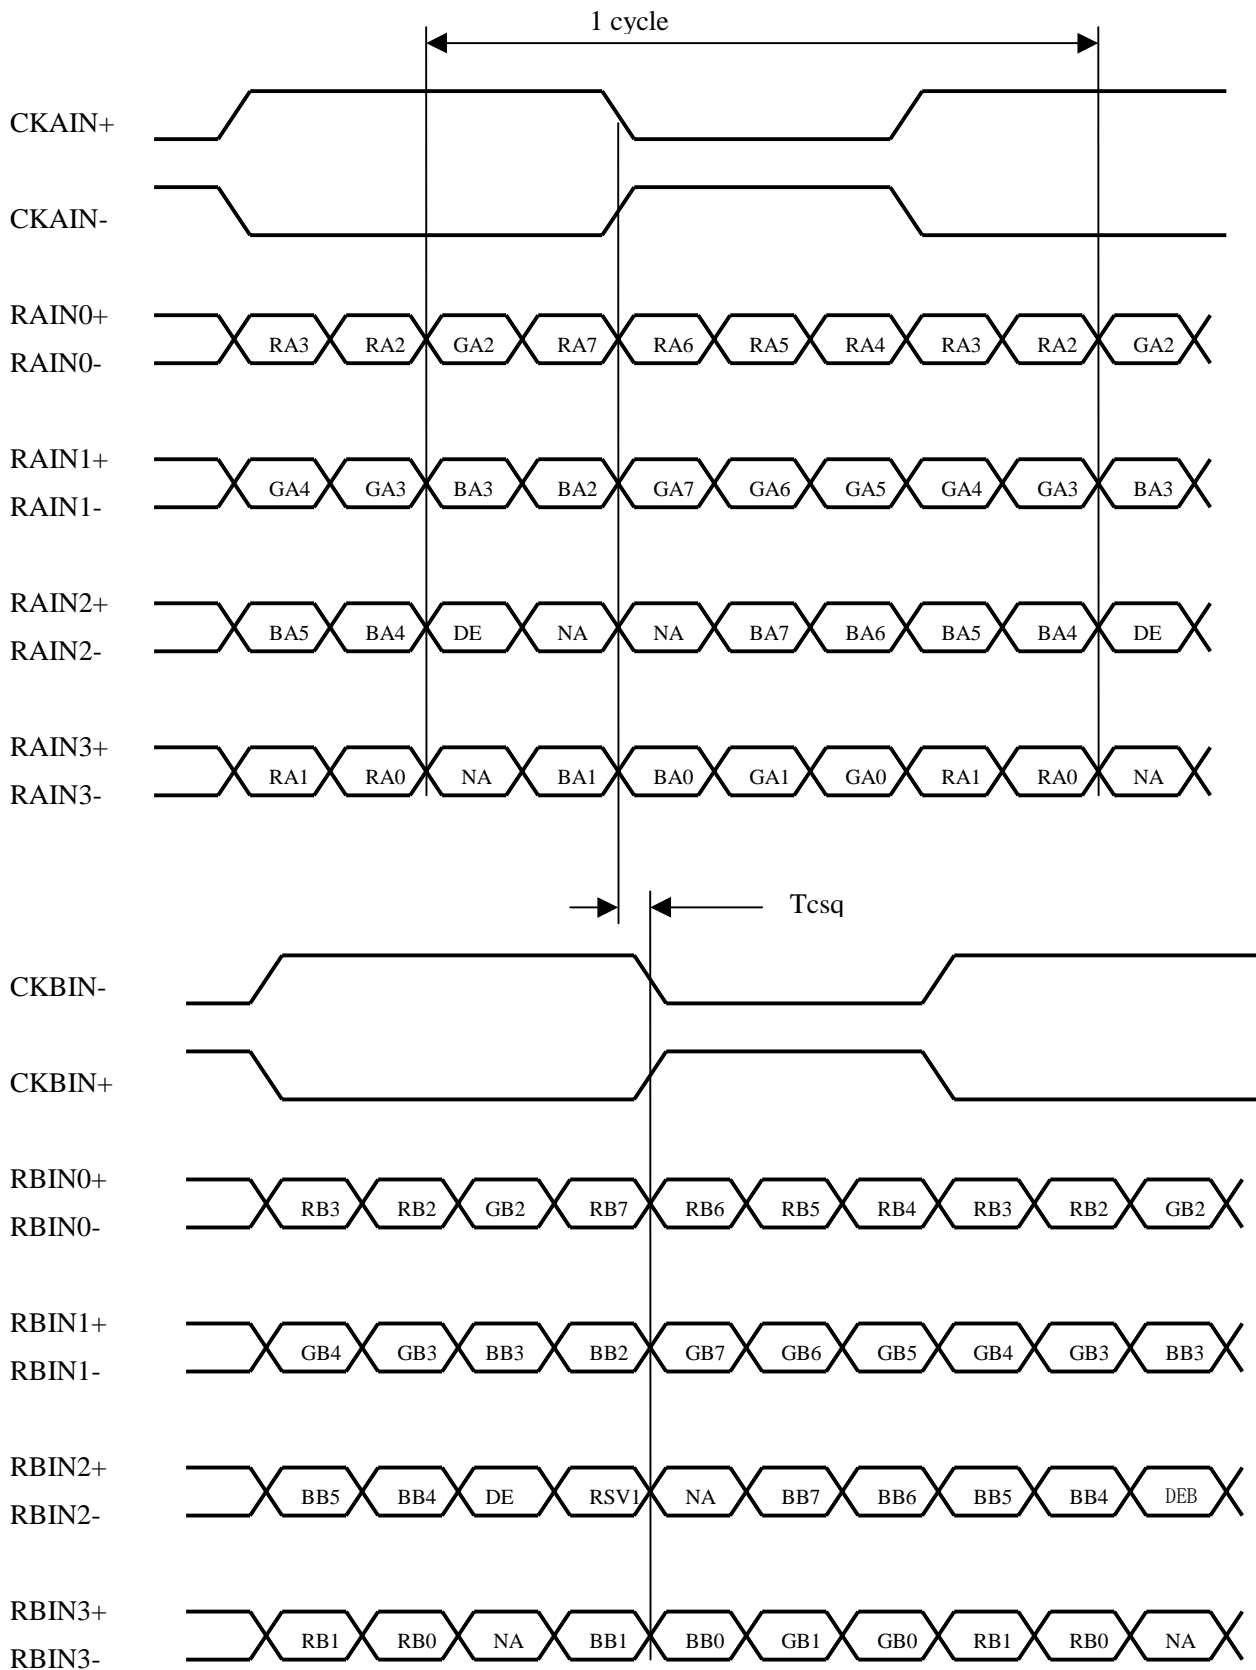 1 cycle
CKAIN+
CKAIN-
RAIN0+
RA3 RA2 GA2 RA7 RA6 RA5 RA4 RA3 RA2 GA2
RAIN0-
RAIN1+
GA4 GA3 BA3 BA2 GA7 GA6 GA5 GA4 GA3 BA3
RAIN1-
RAIN2+
BA5 BA4 DE NA NA BA7 BA6 BA5 BA4 DE
RAIN2-
RAIN3+
RA1 RA0 NA BA1 BA0 GA1 GA0 RA1 RA0 NA
RAIN3-
Tcsq
CKBIN-
CKBIN+
RBIN0+
RB3 RB2 GB2 RB7 RB6 RB5 RB4 RB3 RB2 GB2
RBIN0-
RBIN1+
GB4 GB3 BB3 BB2 GB7 GB6 GB5 GB4 GB3 BB3
RBIN1-
RBIN2+
BB5 BB4 DE RSV1 NA BB7 BB6 BB5 BB4 DEB
RBIN2-
RBIN3+
RB1 RB0 NA BB1 BB0 GB1 GB0 RB1 RB0 NA
RBIN3-